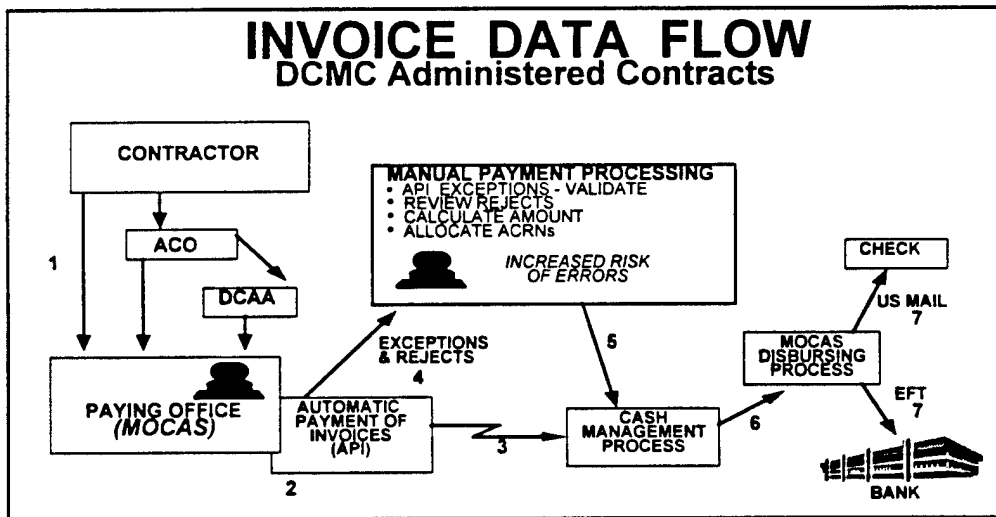 INVOICE DATA FLOW
DCMC Administered Contracts
CONTRACTOR
1
ACO
DCAA
PAYING OFFICE
(MOCAS)
AUTOMATIC
PAYMENT OF
INVOICES
(API)
2
EXCEPTIONS
& REJECTS
4
MANUAL PAYMENT PROCESSING
• API EXCEPTIONS - VALIDATE
• REVIEW REJECTS
• CALCULATE AMOUNT
• ALLOCATE ACRNs
INCREASED RISK
OF ERRORS
3
5
CASH
MANAGEMENT
PROCESS
6
MOCAS
DISBURSING
PROCESS
CHECK
US MAIL
7
EFT
7
BANK